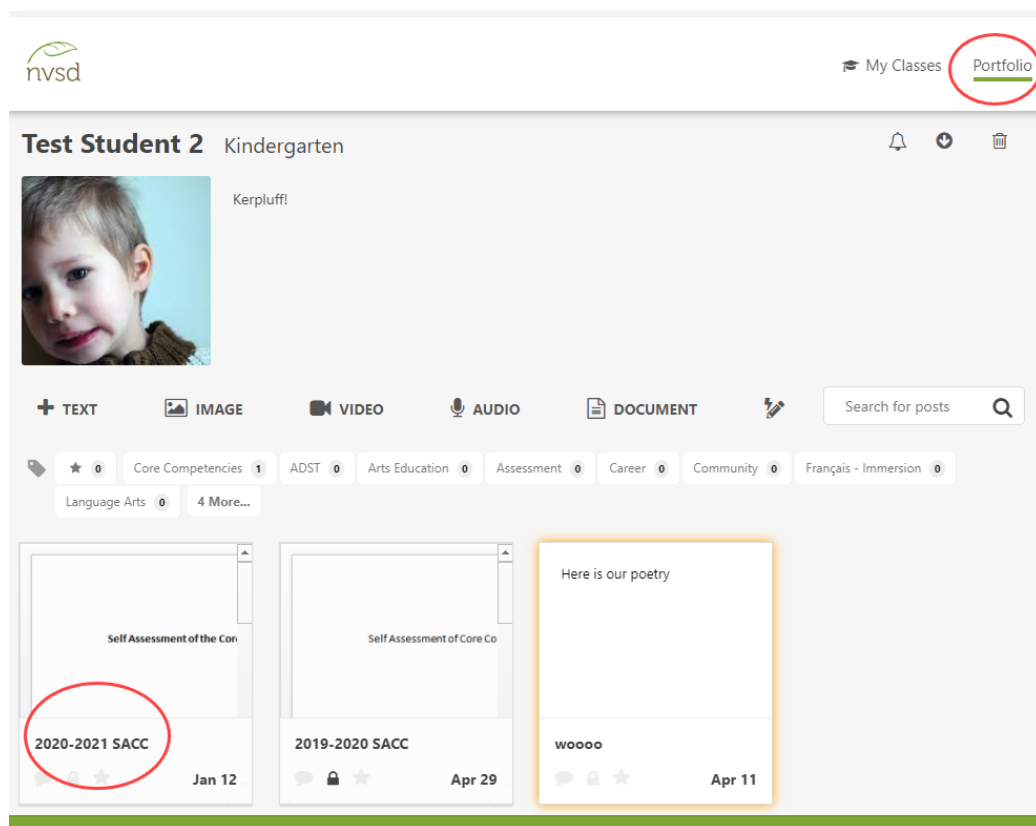 nvsd
My Classes Portfolio
Test Student 2 Kindergarten
Kerpluff!
TEXT IMAGE VIDEO AUDIO DOCUMENT Search for posts
0 Core Competencies 1 ADST 0 Arts Education 0 Assessment 0 Career 0 Community 0 Français - Immersion 0
Language Arts 0 4 More...
Self Assessment of the Core
Self Assessment of Core Co
Here is our poetry
2020-2021 SACC
2019-2020 SACC
woooo
Jan 12
Apr 29
Apr 11